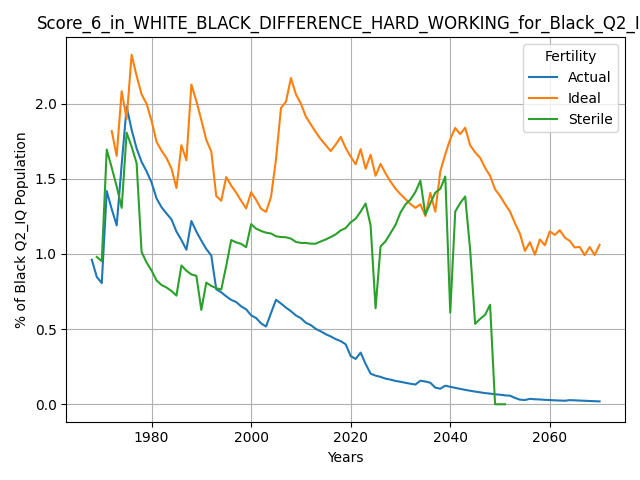 Score_6_in_WHITE_BLACK_DIFFERENCE_HARD_WORKING_for_Black_Q2_I
Fertility
Actual
Ideal
Sterile
% of Black Q2_IQ Population
2.0
1.5
1.0
0.5
0.0
1980 2000 2020 2040 2060
Years